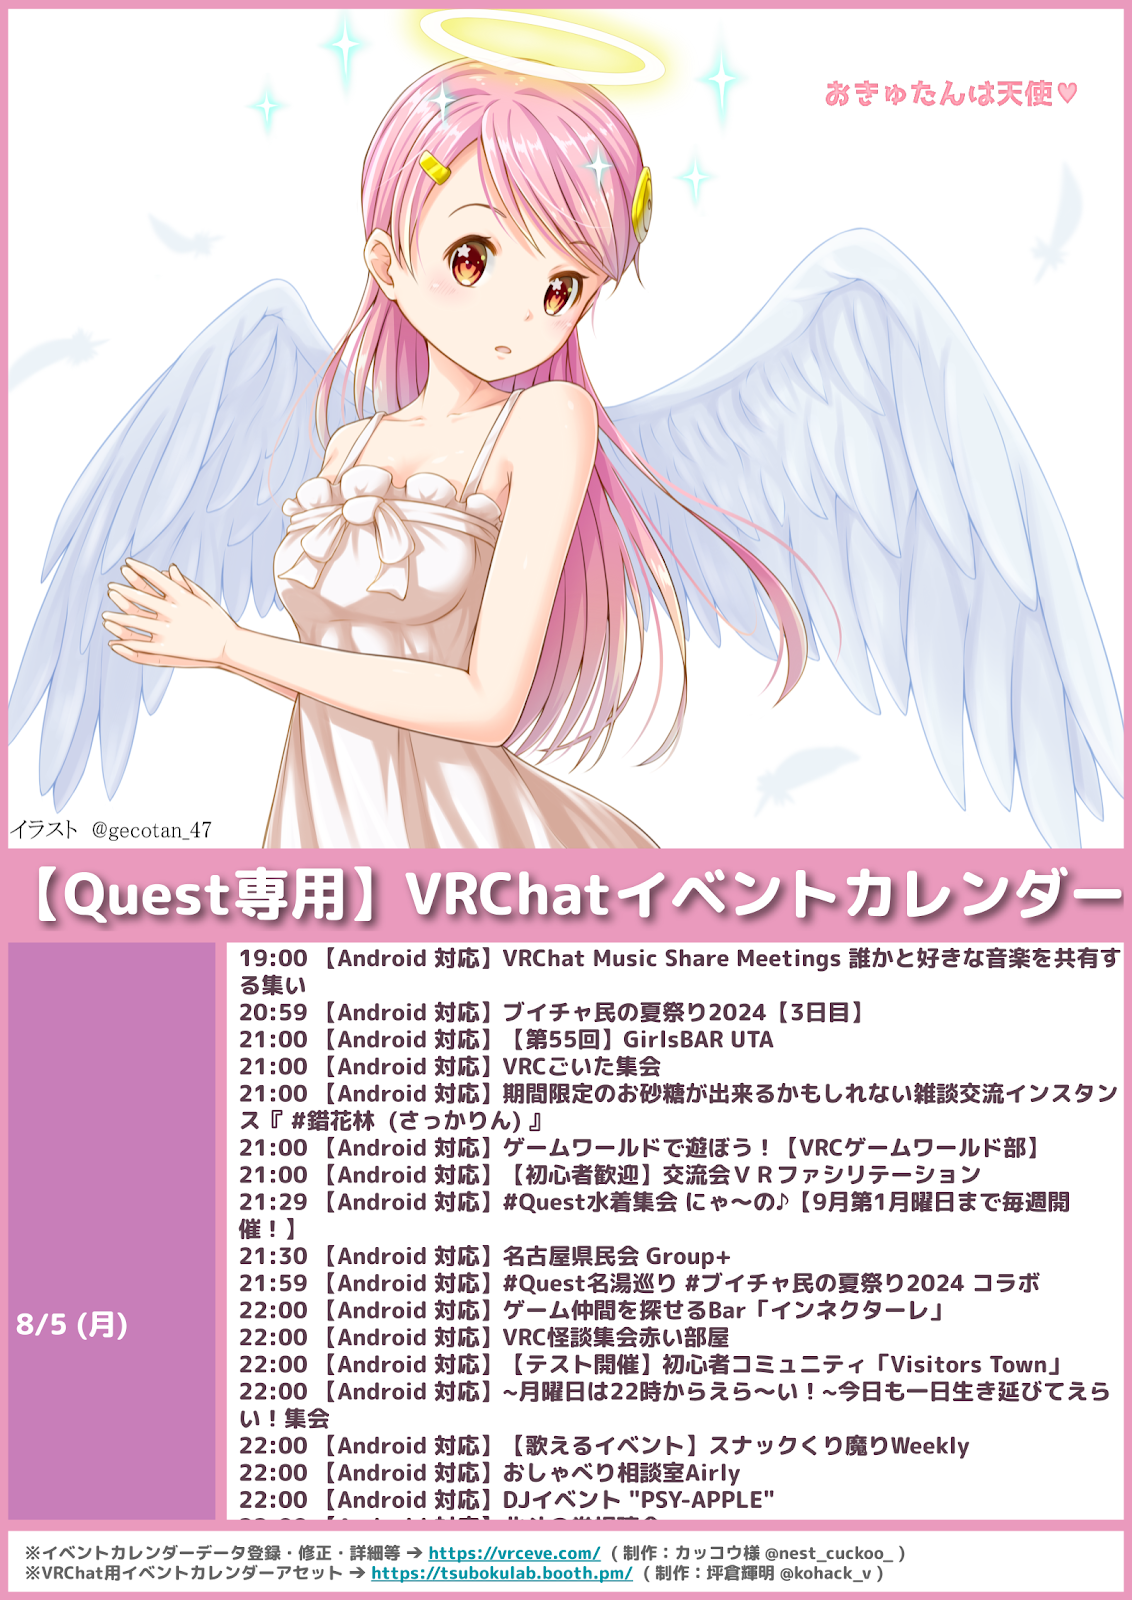 おきゅたんは天使♥
イラスト @gecotan_47
【Quest専用】VRChatイベントカレンダー
8/5 (月)
19:00 【Android 対応】VRChat Music Share Meetings 誰かと好きな音楽を共有す
る集い
20:59 【Android 対応】ブイチャ民の夏祭り2024【3日目】
21:00 【Android 対応】【第55回】GirlsBAR UTA
21:00 【Android 対応】VRCごいた集会
21:00 【Android 対応】期間限定のお砂糖が出来るかもしれない雑談交流インスタン
ス『 #錯花林 (さっかりん) 』
21:00 【Android 対応】ゲームワールドで遊ぼう！【VRCゲームワールド部】
21:00 【Android 対応】【初心者歓迎】交流会ＶＲファシリテーション
21:29 【Android 対応】#Quest水着集会 にゃ〜の♪【9月第1月曜日まで毎週開
催！】
21:30 【Android 対応】名古屋県民会 Group+
21:59 【Android 対応】#Quest名湯巡り #ブイチャ民の夏祭り2024 コラボ
22:00 【Android 対応】ゲーム仲間を探せるBar「インネクターレ」
22:00 【Android 対応】VRC怪談集会赤い部屋
22:00 【Android 対応】【テスト開催】初心者コミュニティ「Visitors Town」
22:00 【Android 対応】~月曜日は22時からえら〜い！~今日も一日生き延びてえら
い！集会
22:00 【Android 対応】【歌えるイベント】スナックくり魔りWeekly
22:00 【Android 対応】おしゃべり相談室Airly
22:00 【Android 対応】DJイベント "PSY-APPLE"
※イベントカレンダーデータ登録・修正・詳細等 → https://vrceve.com/ ( 制作：カッコウ様 @nest_cuckoo_ )
※VRChat用イベントカレンダーアセット → https://tsubokulab.booth.pm/ ( 制作：坪倉輝明 @kohack_v )